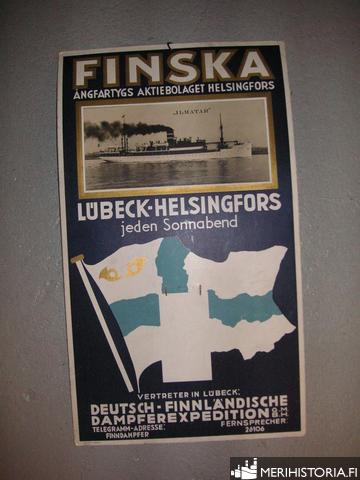 FINSKA
ÅNGFARTYGS AKTIEBOLAGET HELSINGFORS
„ILMATAR"
LÜBECK-HELSINGFORS
jeden Sonnabend
VERTRETER IN LÜBECK:
DEUTSCH-FINNLÄNDISCHE
DAMPFEREXPEDITION G.M.B.H.
TELEGRAMM-ADRESSE: FERNSPRECHER:
FINNDAMPFER 26106
MERIHISTORIA.FI